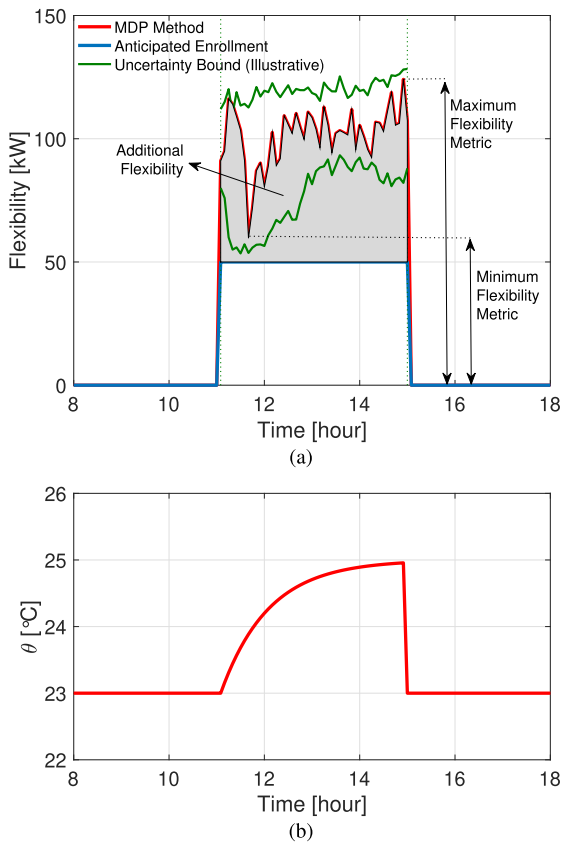 150
MDP Method
Anticipated Enrollment
Uncertainty Bound (Illustrative)
Maximum
Flexibility
Metric
100
Additional
Flexibility
Flexibility [kW]
50
Minimum
Flexibility
Metric
0
8 10 12 14 16 18
Time [hour]
(a)
26
25
θ [°C]
24
23
22
8 10 12 14 16 18
Time [hour]
(b)